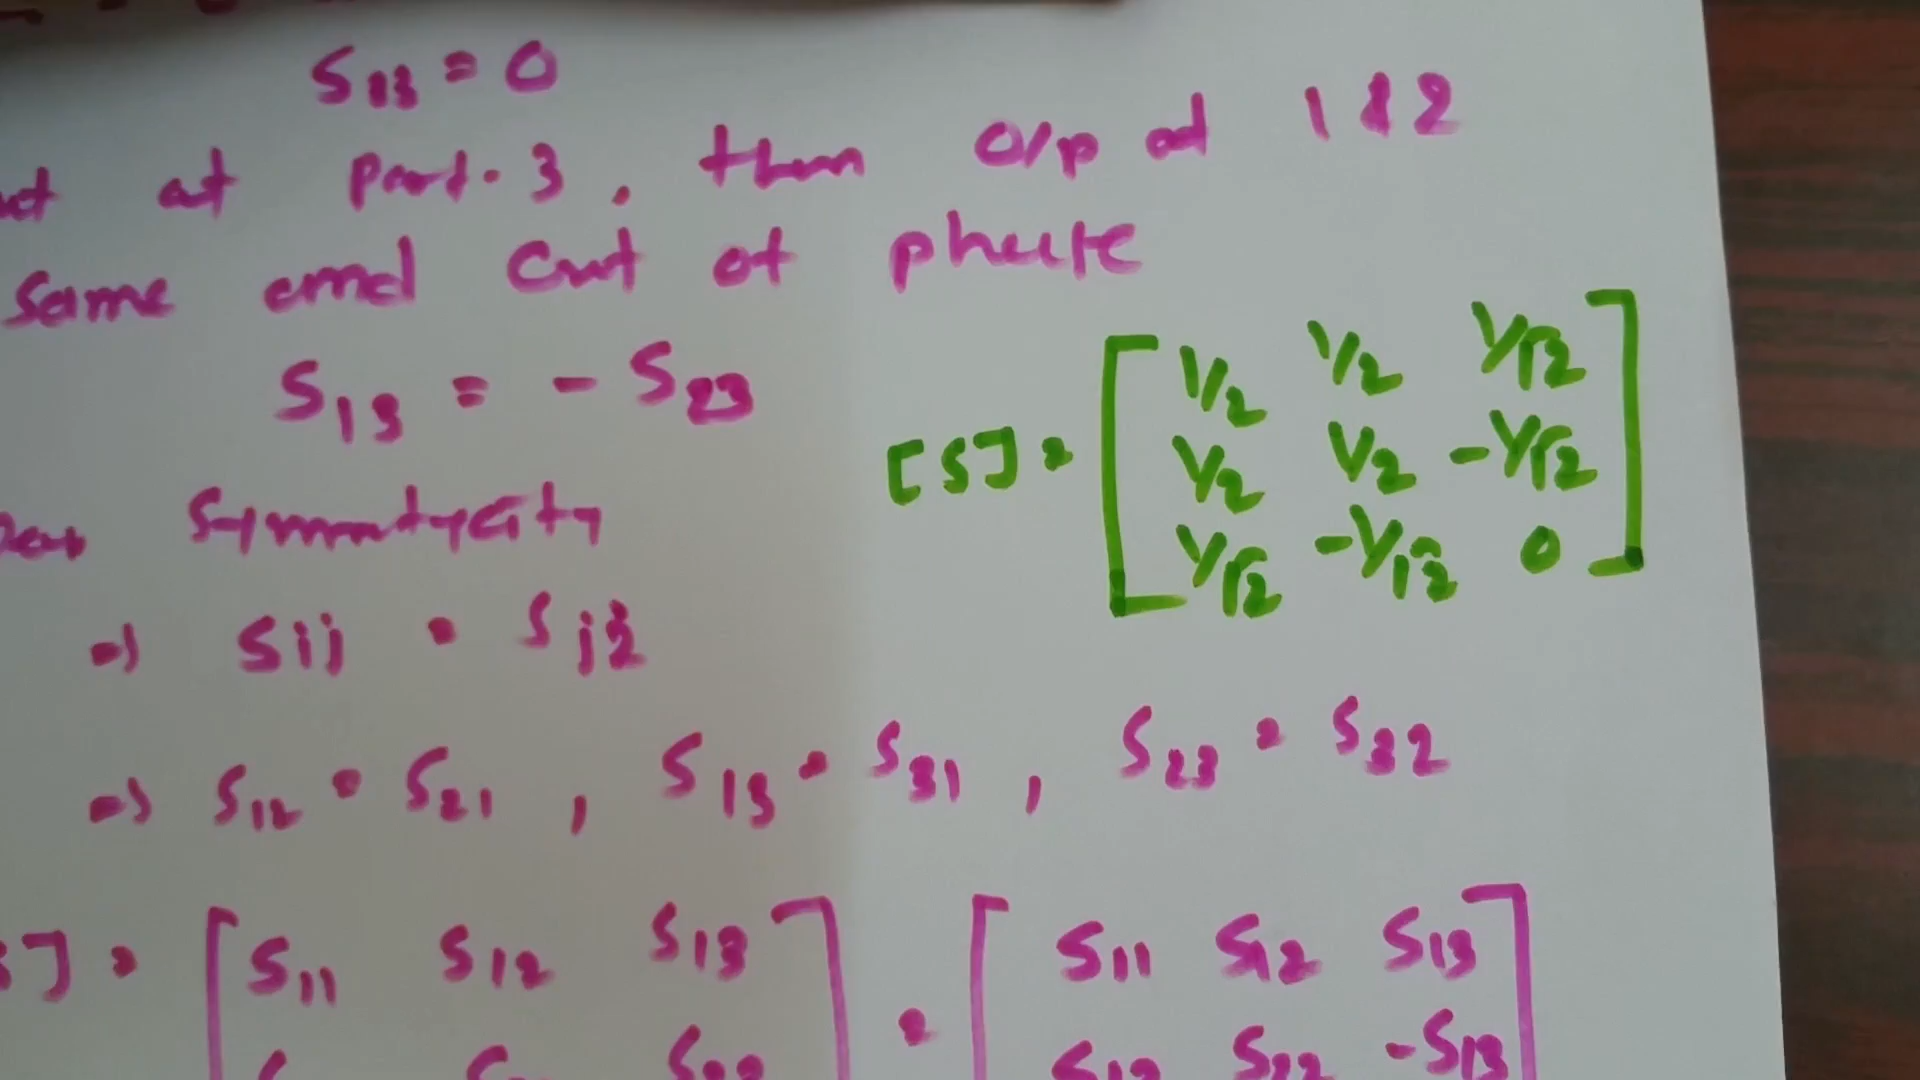 S13 = 0
at port.3, then o/p at 1 & 2
Same and out of phase
S13 = - S23
[S] = [ 1/2 1/2 1/√2
1/2 1/2 -1/√2
1/√2 -1/√2 0 ]
⇒ Sij = Sji
⇒ S12 = S21 , S13 = S31 , S23 = S32
= [ S11 S12 S13 ] = [ S11 S12 S13 ]
S12 S22 -S13